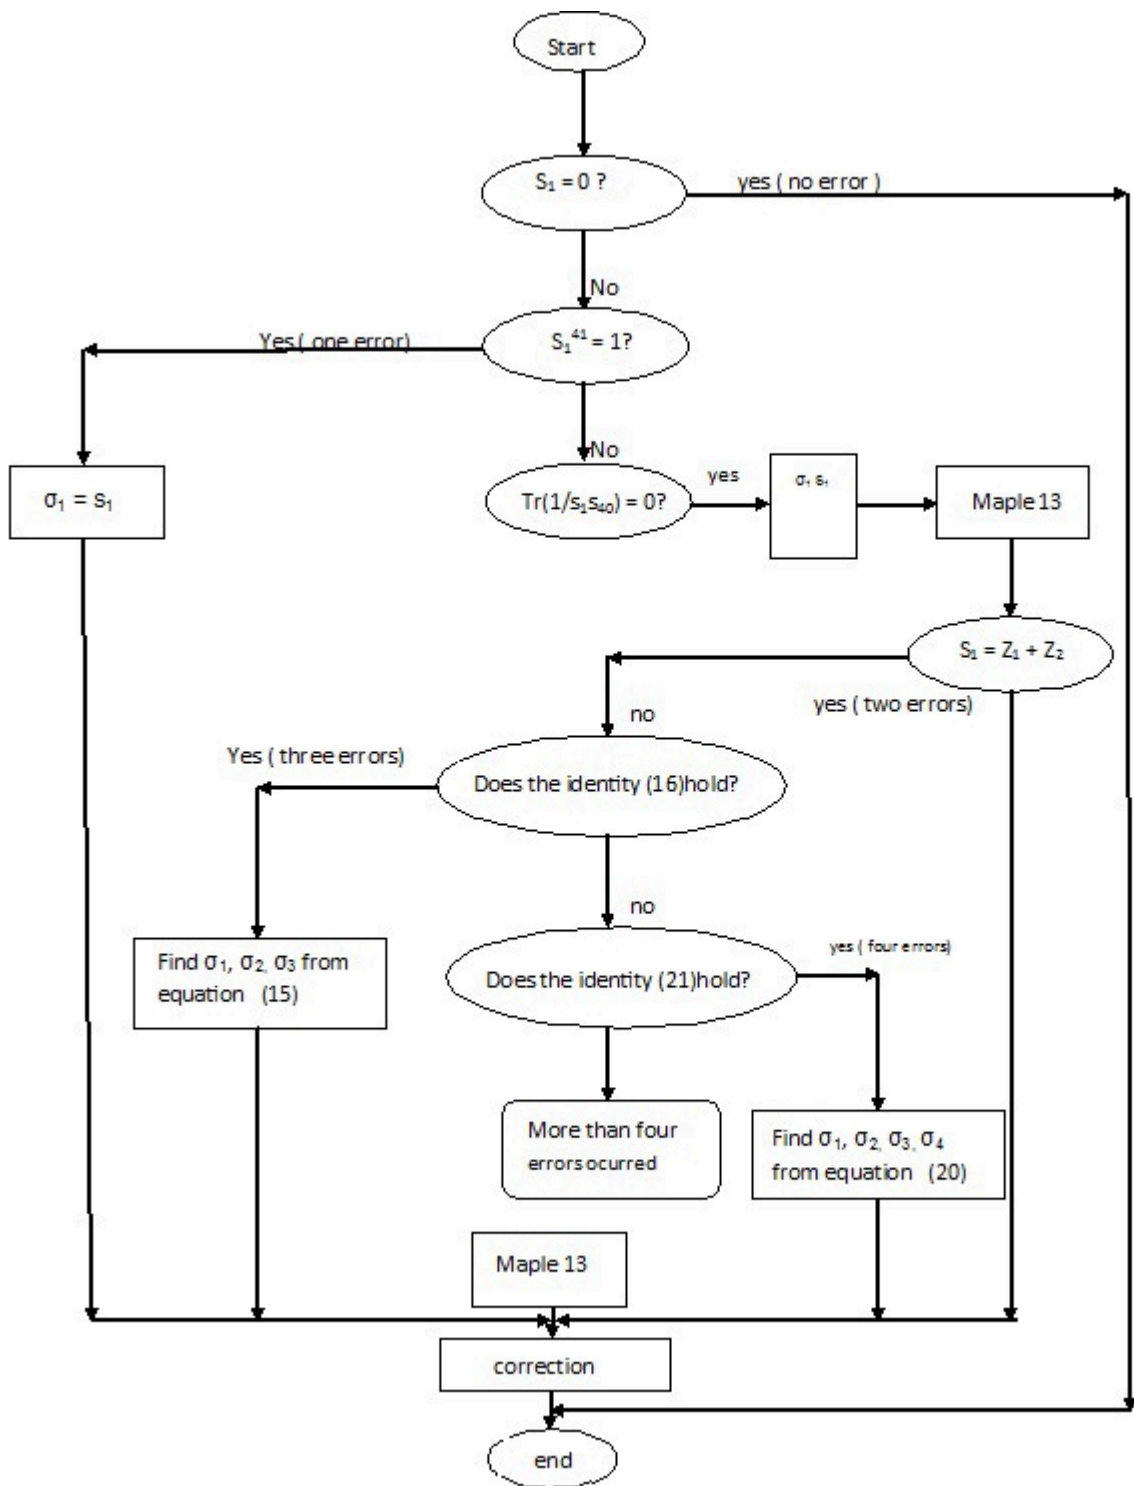 Start
S₁ = 0 ?
yes ( no error )
No
Yes ( one error)
S₁⁴¹ = 1?
No
σ₁ = s₁
Tr(1/s₁s₄₀) = 0?
yes
σ₁ s₁
Maple 13
S₁ = Z₁ + Z₂
yes ( two errors)
no
Yes ( three errors)
Does the identity (16)hold?
no
Find σ₁, σ₂, σ₃ from
equation (15)
Does the identity (21)hold?
yes ( four errors)
More than four
errors ocurred
Find σ₁, σ₂, σ₃, σ₄
from equation (20)
Maple 13
correction
end